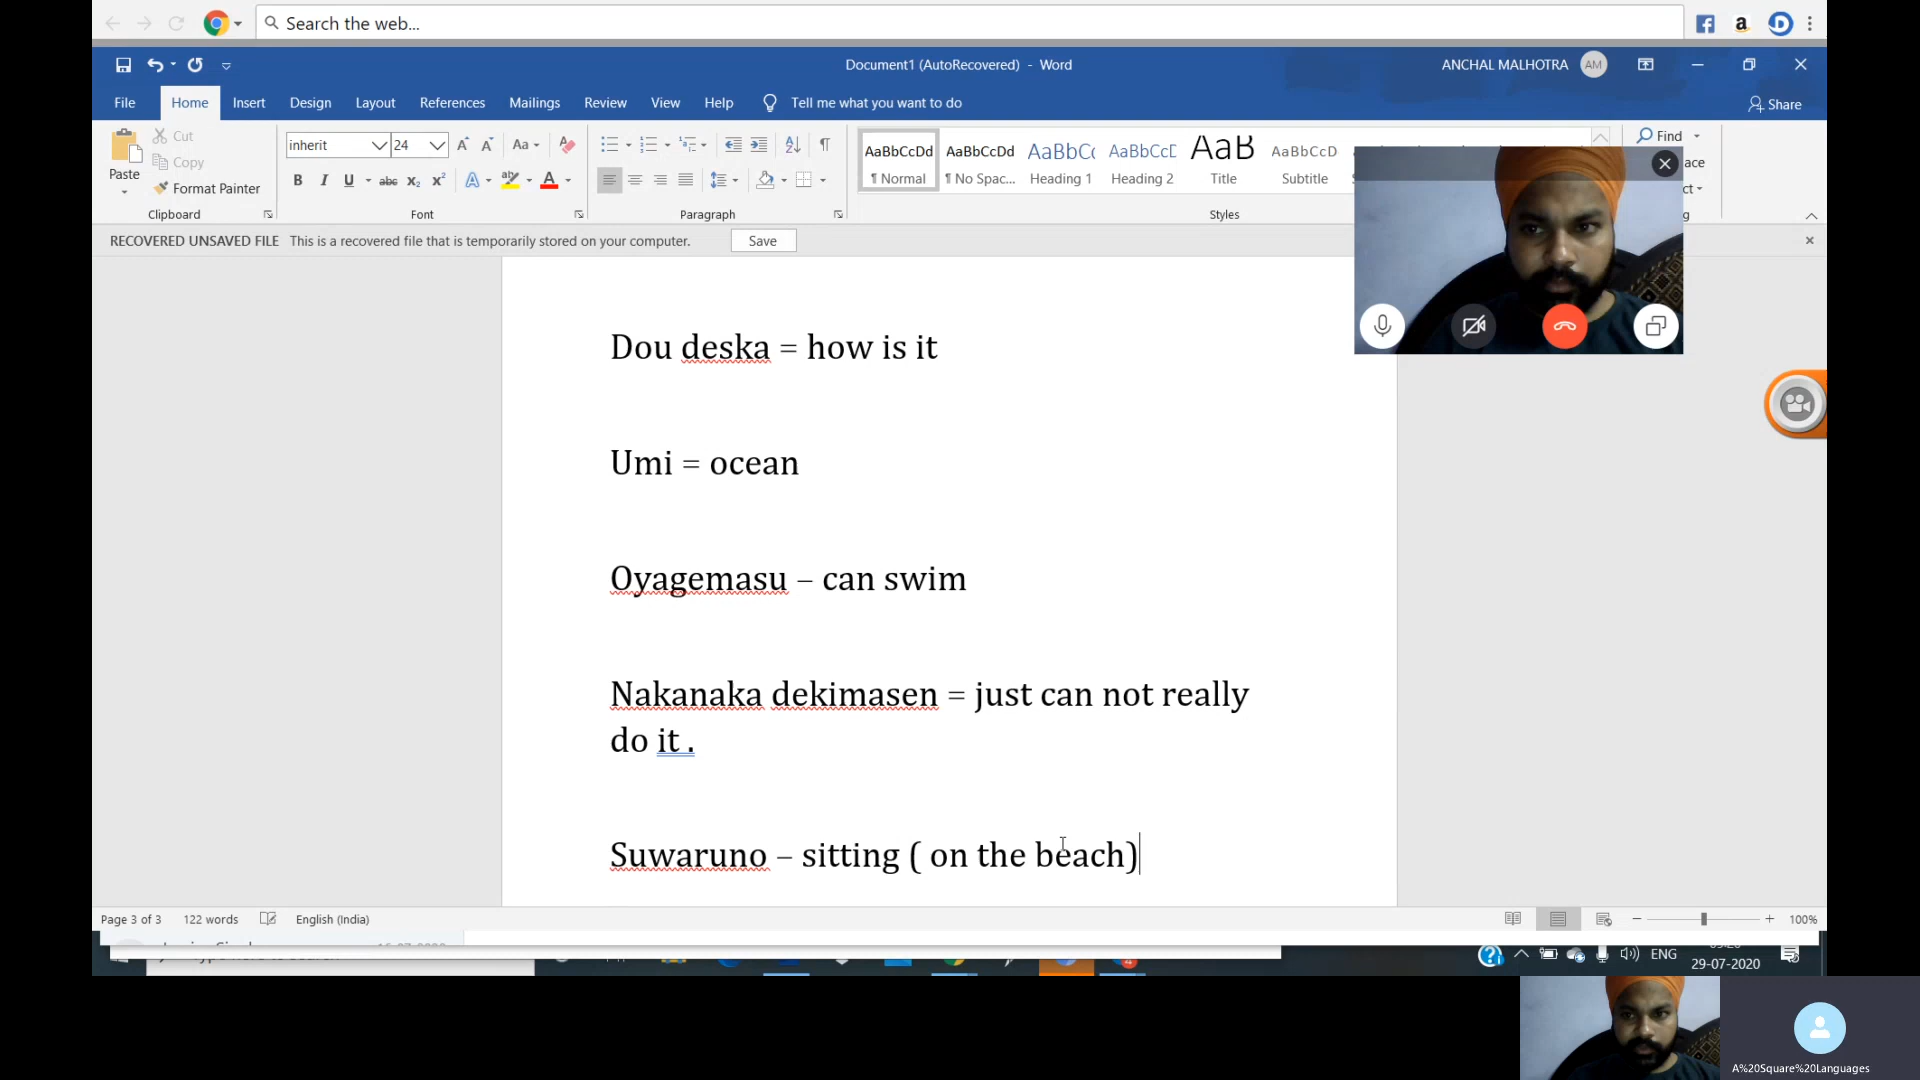 Search the web...
Document1 (AutoRecovered) - Word
ANCHAL MALHOTRA AM
File Home Insert Design Layout References Mailings Review View Help Tell me what you want to do Share
Cut
Copy
Paste
Format Painter
Clipboard
inherit 24
Font
Paragraph
AaBbCcDd AaBbCcDd AaBbCc AaBbCcC AaB AaBbCcD
¶ Normal ¶ No Spac... Heading 1 Heading 2 Title Subtitle
Styles
Find
RECOVERED UNSAVED FILE This is a recovered file that is temporarily stored on your computer. Save
Dou deska = how is it
Umi = ocean
Oyagemasu – can swim
Nakanaka dekimasen = just can not really
do it .
Suwaruno – sitting ( on the beach)
Page 3 of 3 122 words English (India) 100%
ENG
29-07-2020
A%20Square%20Languages